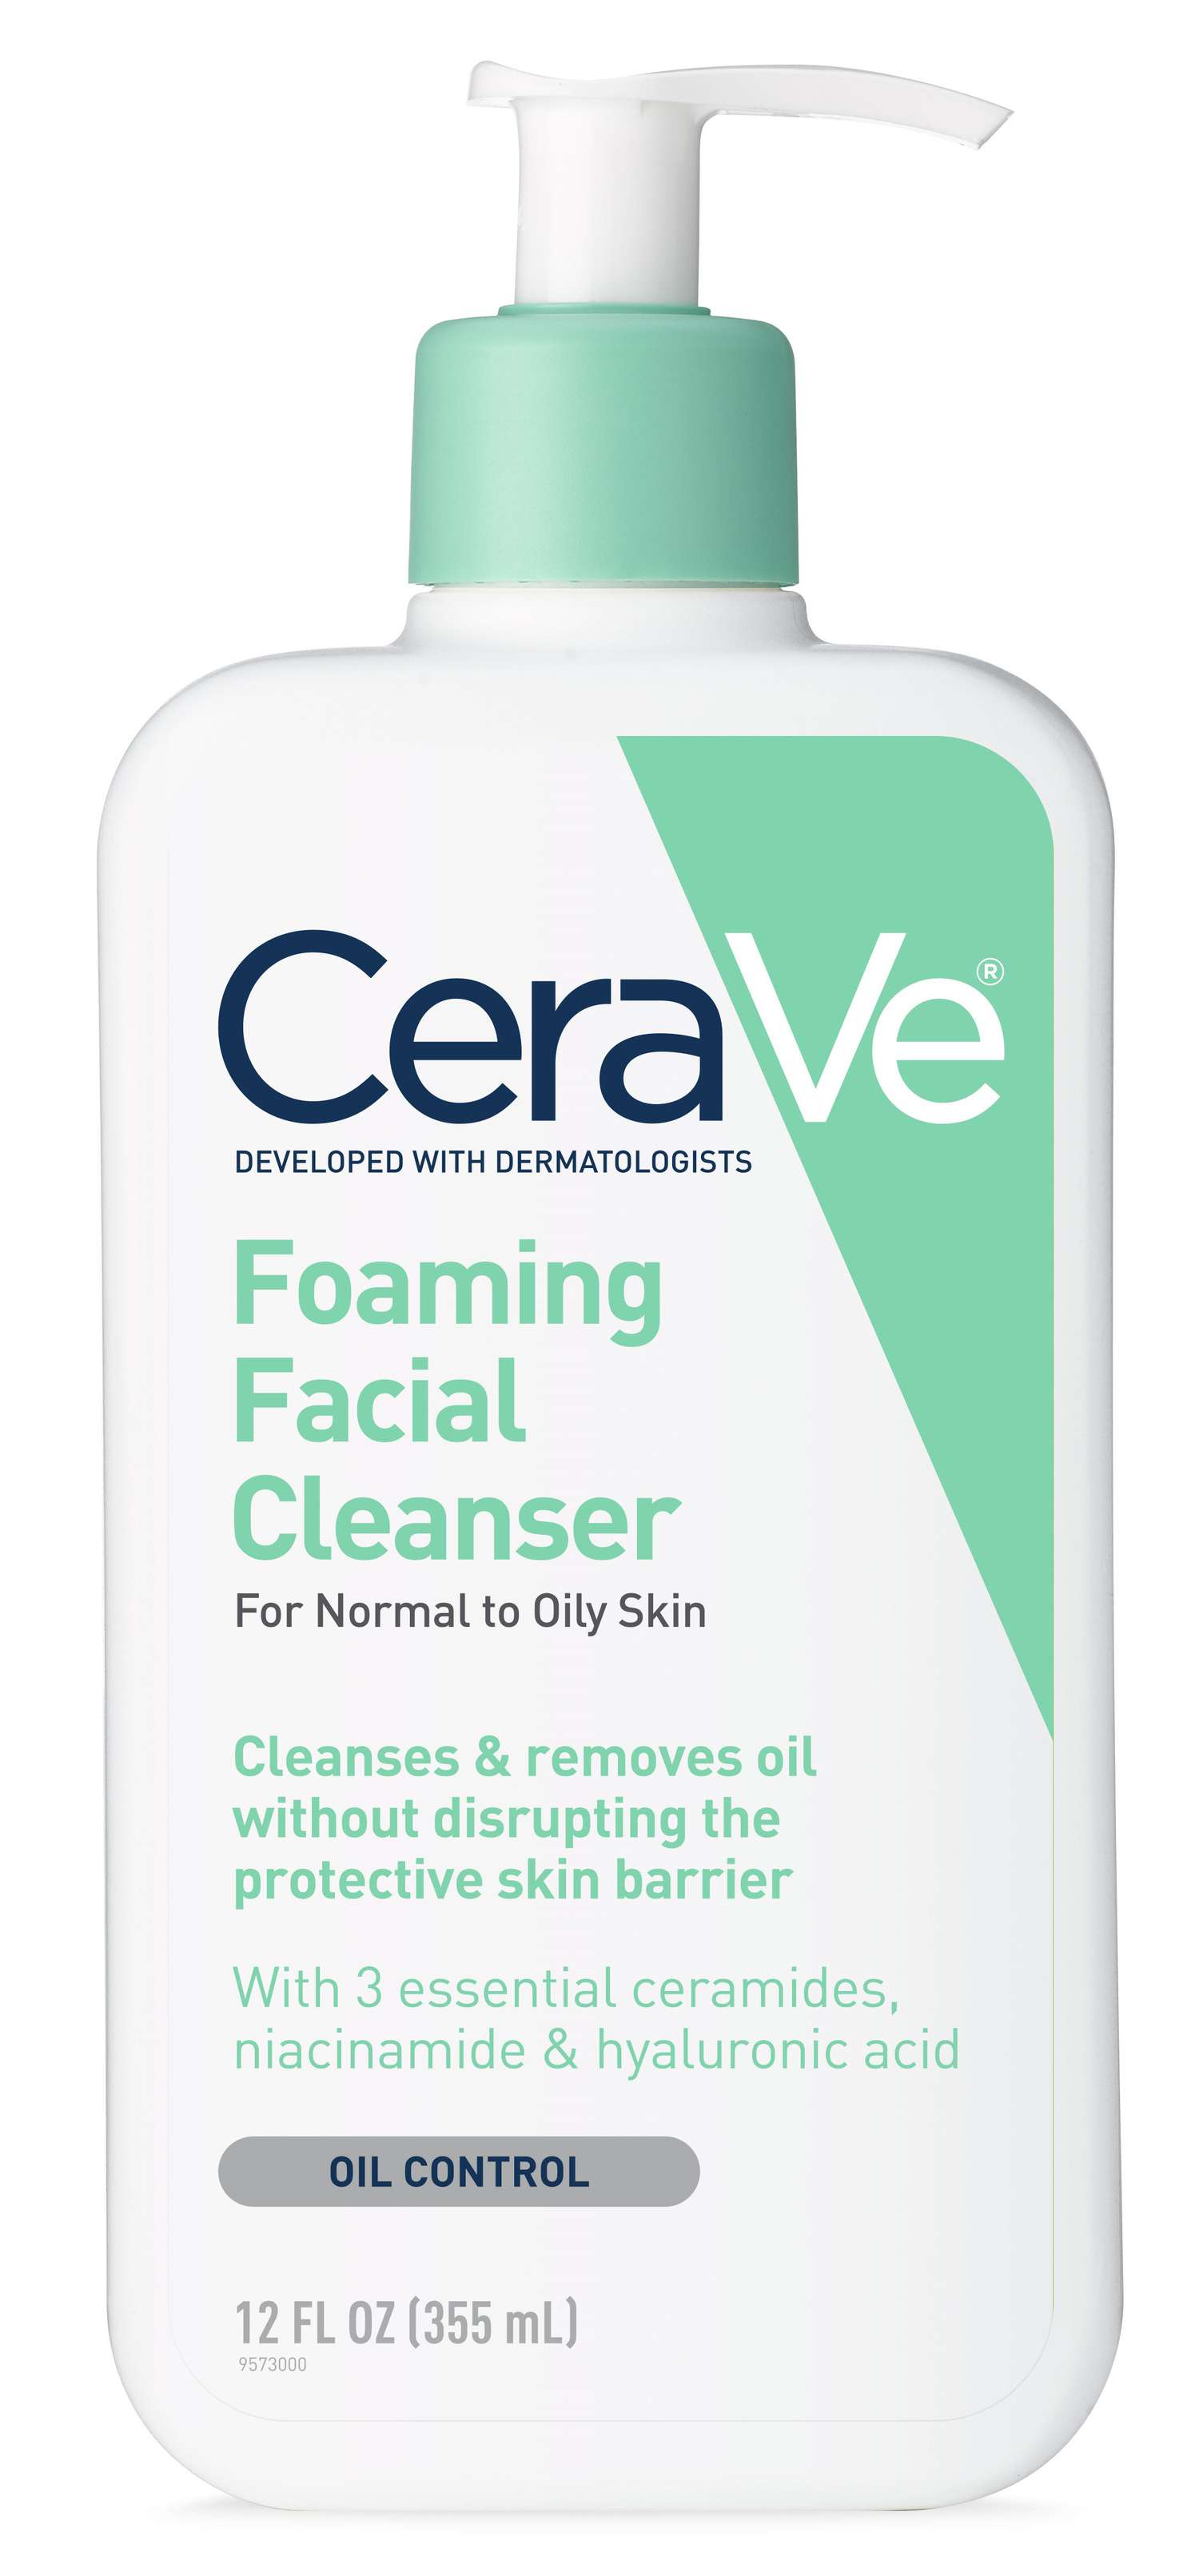 CeraVe®
DEVELOPED WITH DERMATOLOGISTS
Foaming
Facial
Cleanser
For Normal to Oily Skin
Cleanses & removes oil
without disrupting the
protective skin barrier
With 3 essential ceramides,
niacinamide & hyaluronic acid
OIL CONTROL
12 FL OZ (355 mL)
9573000